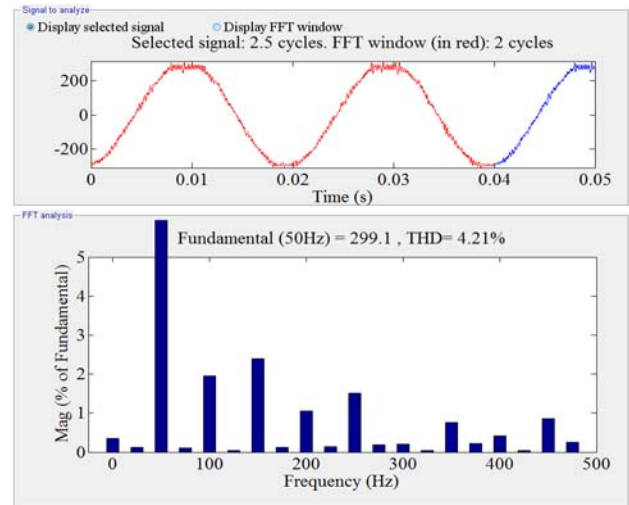 Signal to analyze
Display selected signal Display FFT window
Selected signal: 2.5 cycles. FFT window (in red): 2 cycles
200
0
-200
0 0.01 0.02 0.03 0.04 0.05
Time (s)
FFT analysis
Fundamental (50Hz) = 299.1 , THD= 4.21%
5
4
3
2
1
0
Mag (% of Fundamental)
0 100 200 300 400 500
Frequency (Hz)